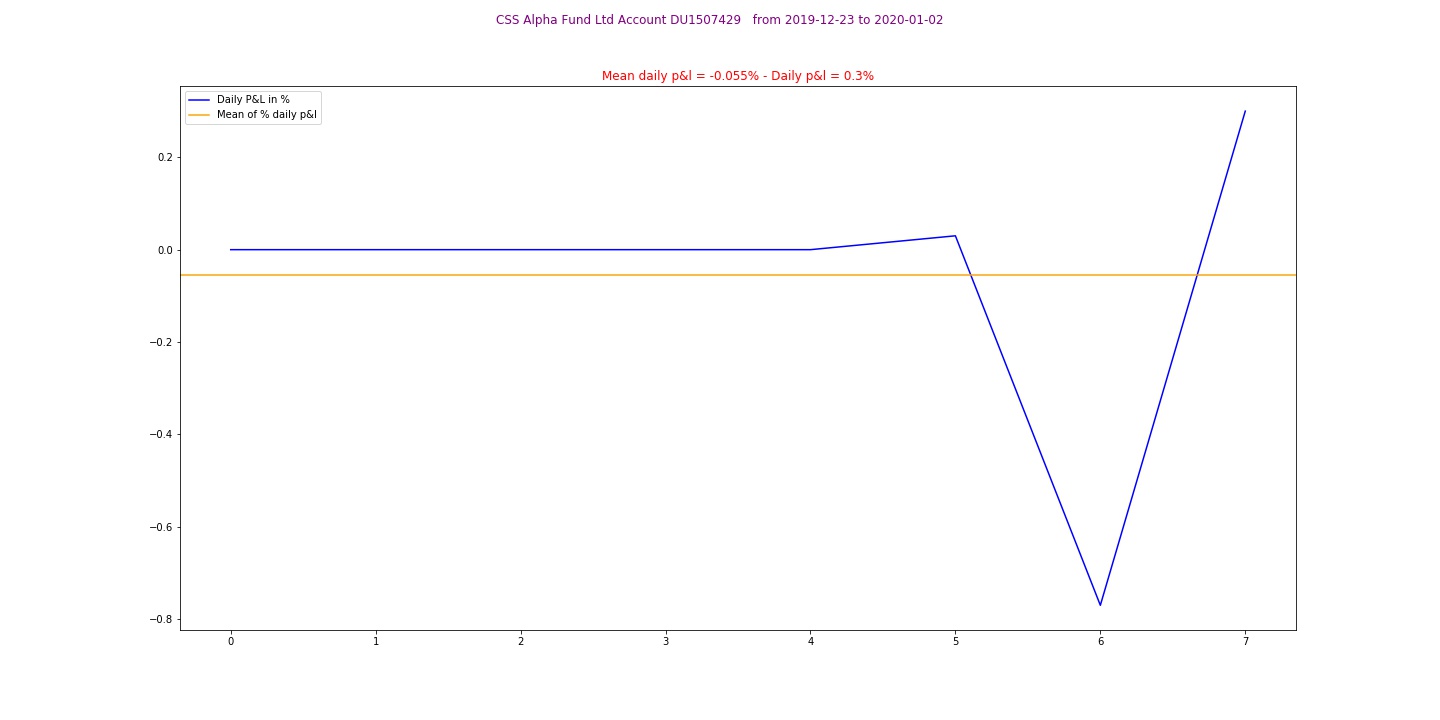 CSS Alpha Fund Ltd Account DU1507429   from 2019-12-23 to 2020-01-02
Mean daily p&l = -0.055% - Daily p&l = 0.3%
Daily P&L in %
Mean of % daily p&l
0.2
0.0
−0.2
−0.4
−0.6
−0.8
0 1 2 3 4 5 6 7